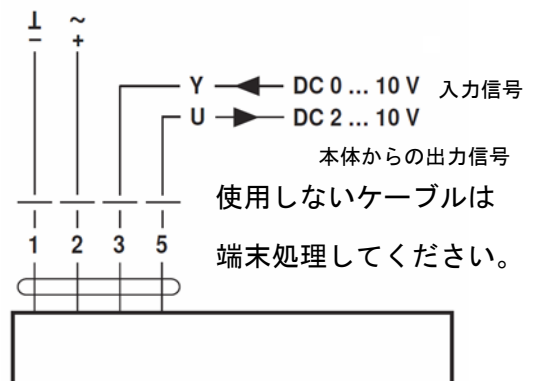 ⊥ ~
− +
Y DC 0 ... 10 V 入力信号
U DC 2 ... 10 V
本体からの出力信号
使用しないケーブルは
端末処理してください。
1 2 3 5